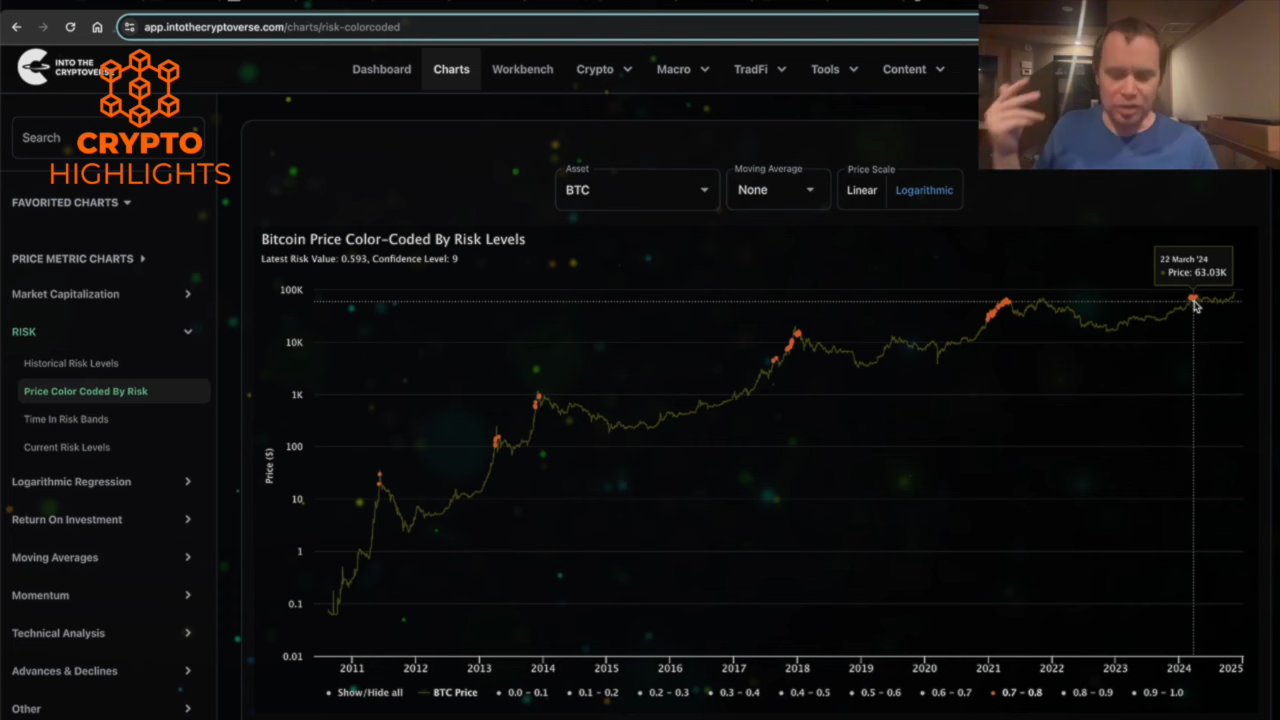 app.intothecryptoverse.com/charts/risk-colorcoded
INTO THE
CRYPTOVERSE
Dashboard
Charts
Workbench
Crypto
Macro
TradFi
Tools
Content
Search
CRYPTO
HIGHLIGHTS
FAVORITED CHARTS
PRICE METRIC CHARTS
Market Capitalization
RISK
Historical Risk Levels
Price Color Coded By Risk
Time In Risk Bands
Current Risk Levels
Logarithmic Regression
Return On Investment
Moving Averages
Momentum
Technical Analysis
Advances & Declines
Other
Asset
BTC
Moving Average
None
Price Scale
Linear
Logarithmic
Bitcoin Price Color-Coded By Risk Levels
Latest Risk Value: 0.593, Confidence Level: 9
22 March '24
Price: 63.03K
Price ($)
100K
10K
1K
100
10
1
0.1
0.01
2011 2012 2013 2014 2015 2016 2017 2018 2019 2020 2021 2022 2023 2024 2025
Show/Hide all BTC Price 0.0 – 0.1 0.1 – 0.2 0.2 – 0.3 0.3 – 0.4 0.4 – 0.5 0.5 – 0.6 0.6 – 0.7 0.7 – 0.8 0.8 – 0.9 0.9 – 1.0